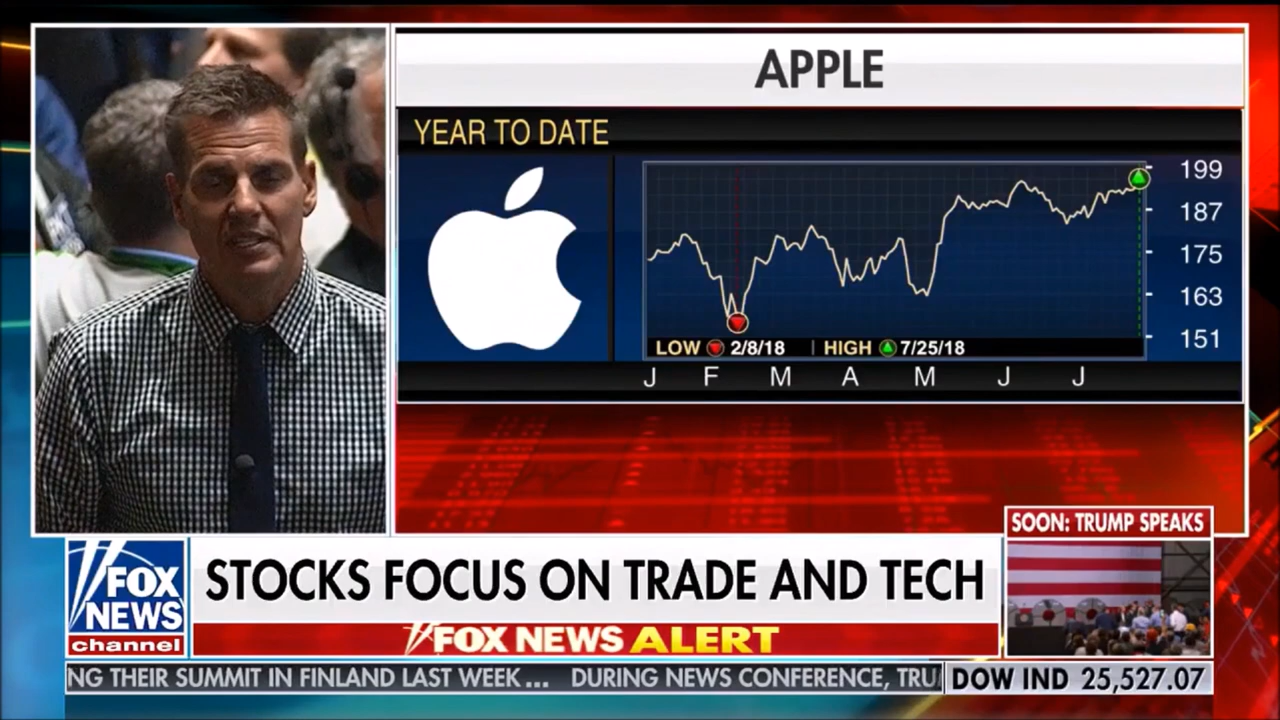 APPLE
YEAR TO DATE
199
187
175
163
151
LOW 2/8/18 | HIGH 7/25/18
J F M A M J J
SOON: TRUMP SPEAKS
FOX
NEWS
channel
STOCKS FOCUS ON TRADE AND TECH
FOX NEWS ALERT
NG THEIR SUMMIT IN FINLAND LAST WEEK... DURING NEWS CONFERENCE, TRU
DOW IND 25,527.07